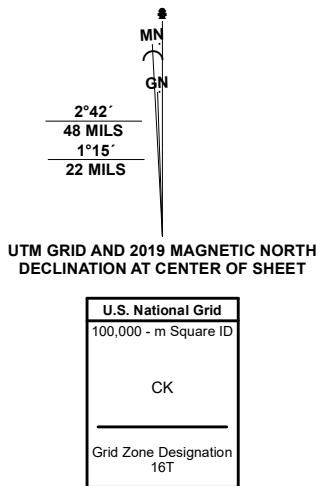 MN
GN
2°42´
48 MILS
1°15´
22 MILS
UTM GRID AND 2019 MAGNETIC NORTH
DECLINATION AT CENTER OF SHEET
U.S. National Grid
100,000 - m Square ID
CK
Grid Zone Designation
16T